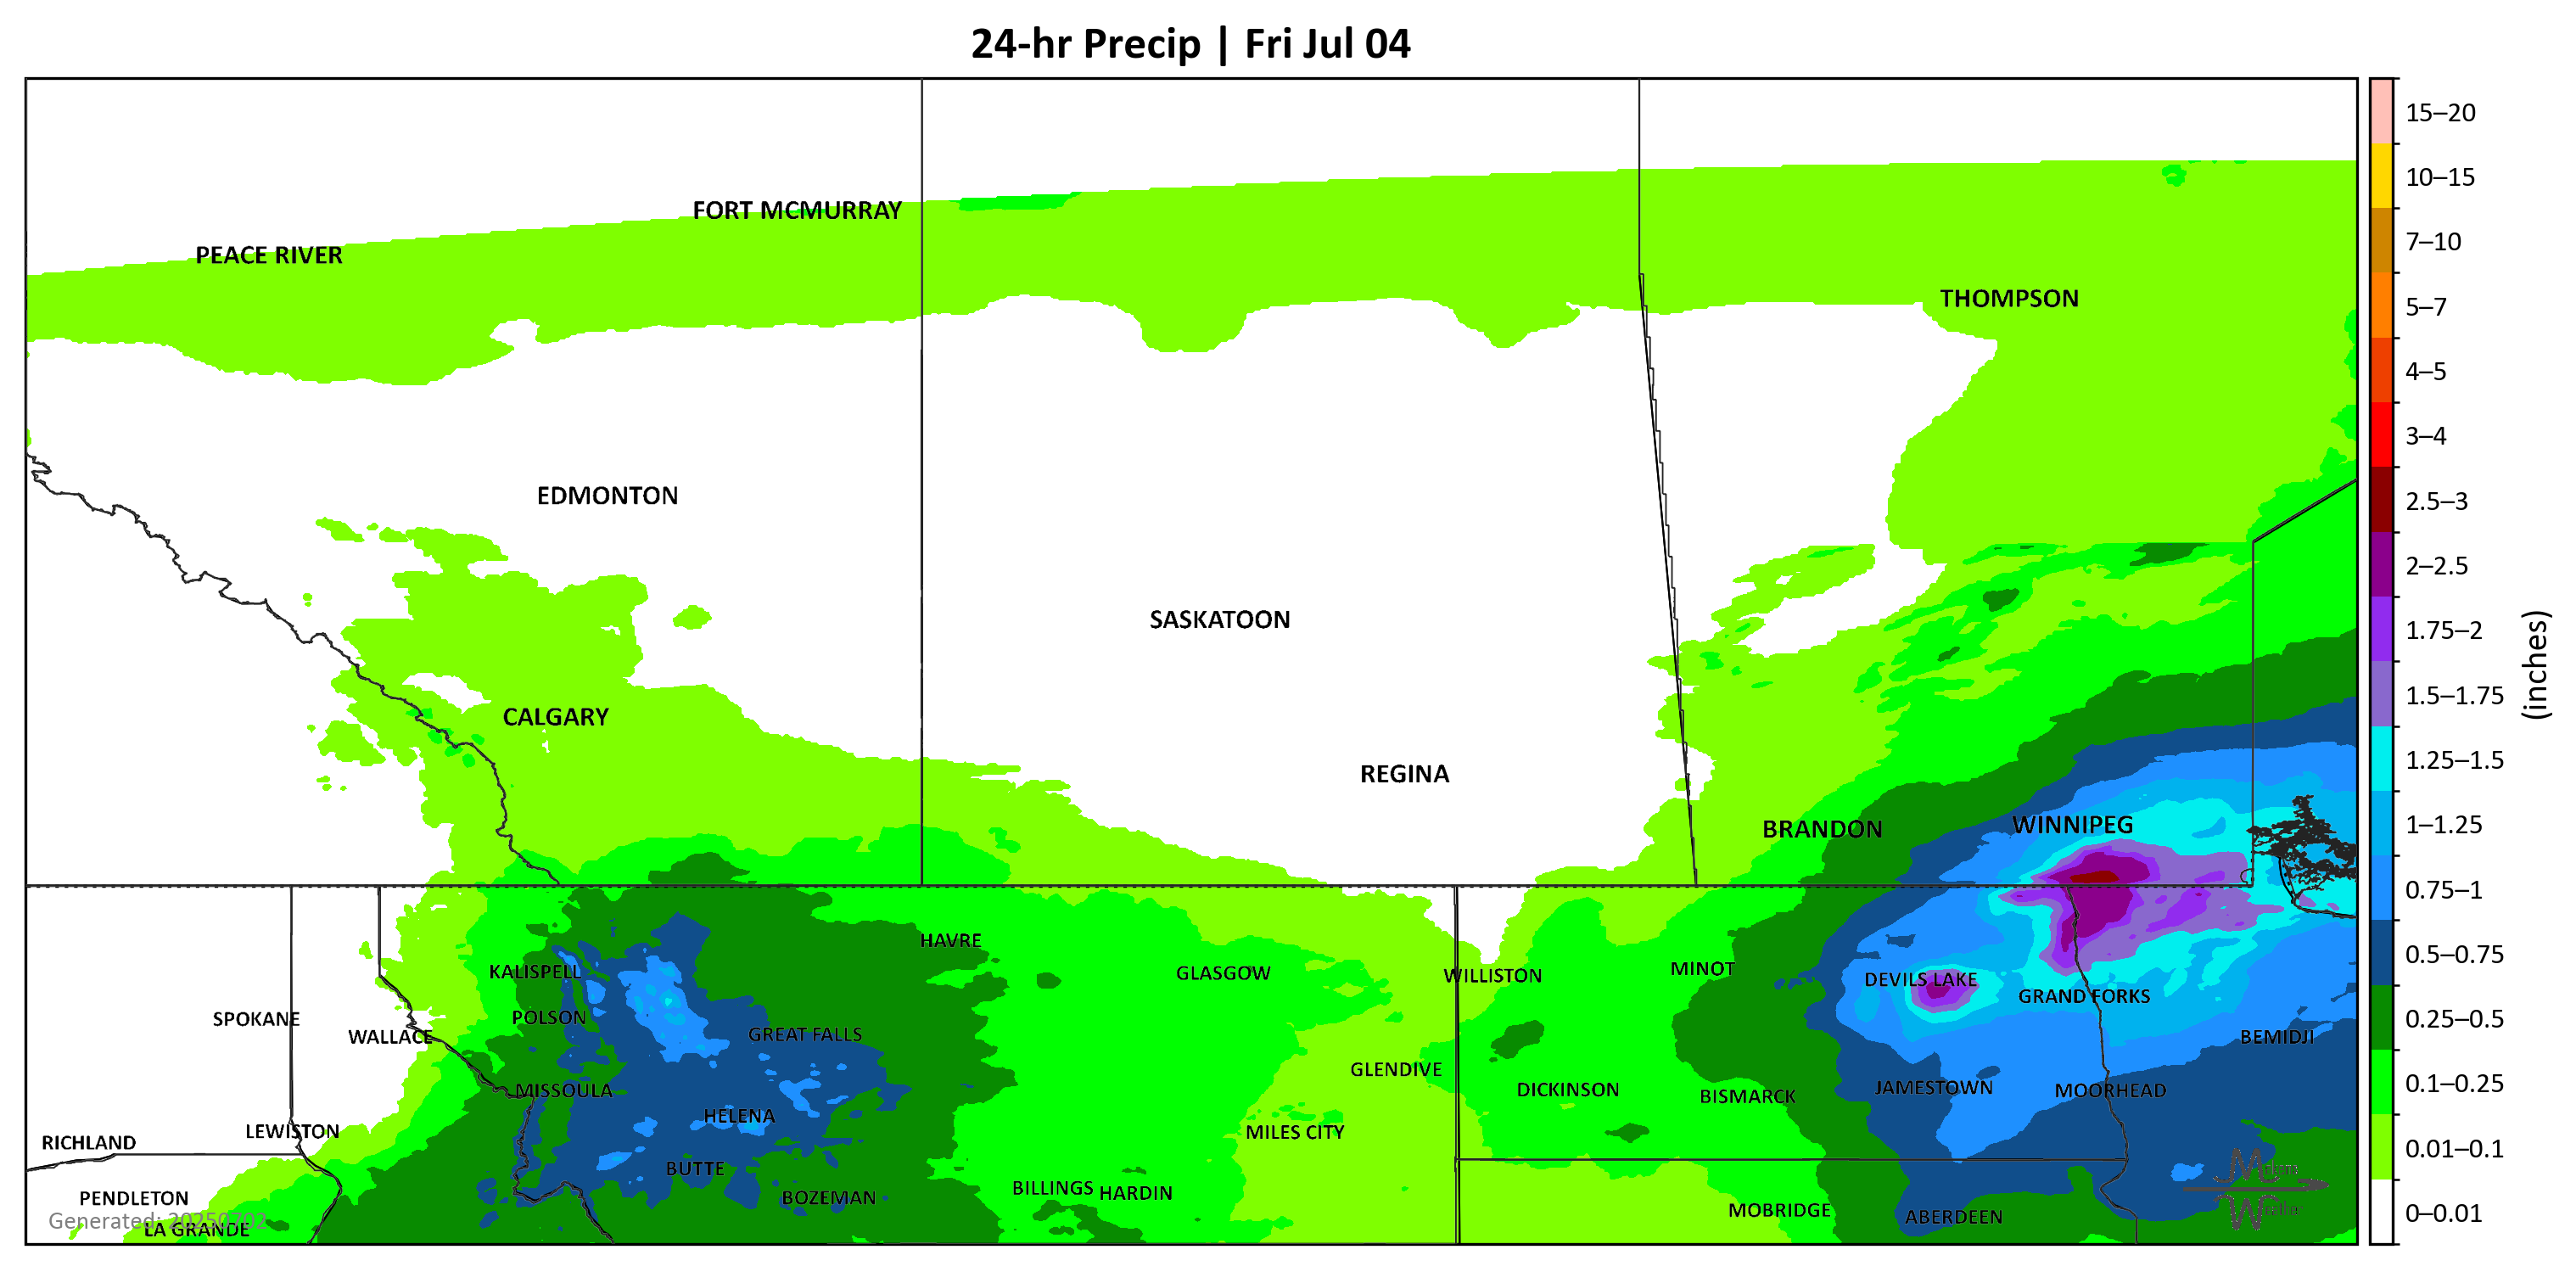 24-hr Precip | Fri Jul 04
15–20
10–15
FORT MCMURRAY
7–10
PEACE RIVER
THOMPSON
5–7
4–5
3–4
EDMONTON
2.5–3
2–2.5
SASKATOON
1.75–2
(inches)
1.5–1.75
CALGARY
REGINA
1.25–1.5
BRANDON
WINNIPEG
1–1.25
0.75–1
HAVRE
0.5–0.75
KALISPELL
GLASGOW
WILLISTON
MINOT
DEVILS LAKE
GRAND FORKS
SPOKANE
POLSON
0.25–0.5
WALLACE
GREAT FALLS
BEMIDJI
GLENDIVE
0.1–0.25
MISSOULA
DICKINSON
BISMARCK
JAMESTOWN
MOORHEAD
HELENA
RICHLAND
LEWISTON
MILES CITY
0.01–0.1
BUTTE
PENDLETON
BOZEMAN
BILLINGS
HARDIN
MOBRIDGE
ABERDEEN
0–0.01
Generated: 20250702
LA GRANDE